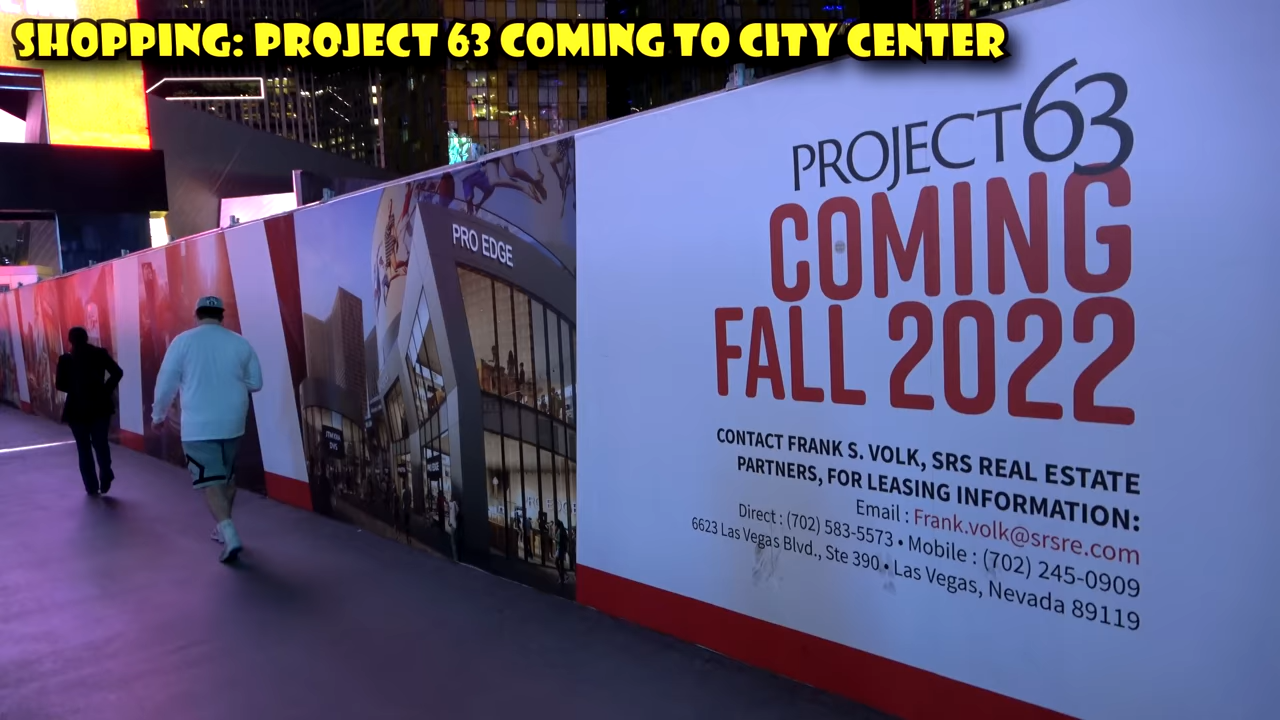 SHOPPING: PROJECT 63 COMING TO CITY CENTER
PROJECT63
COMING
FALL 2022
PRO EDGE
CONTACT FRANK S. VOLK, SRS REAL ESTATE
PARTNERS, FOR LEASING INFORMATION:
Email : Frank.volk@srsre.com
Direct : (702) 583-5573 • Mobile : (702) 245-0909
6623 Las Vegas Blvd., Ste 390 • Las Vegas, Nevada 89119